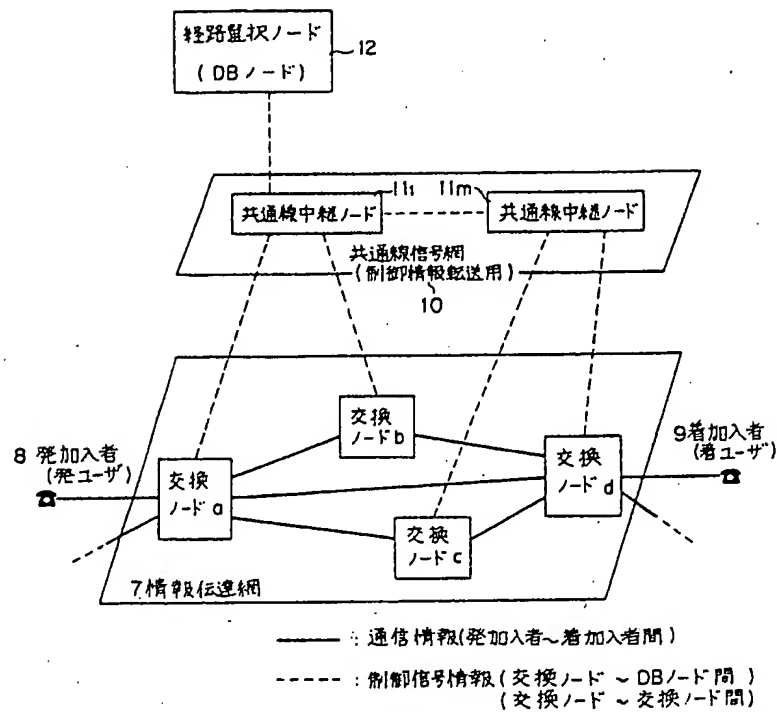 経路選択ノード
(DBノード)
12
11₁ 11m
共通線中継ノード
共通線中継ノード
共通線信号網
(制御情報転送用)
10
8 発加入者
(発ユーザ)
交換
ノードa
交換
ノードb
交換
ノードc
交換
ノードd
9着加入者
(着ユーザ)
7情報伝達網
: 通信情報(発加入者~着加入者間)
: 制御信号情報(交換ノード ~ DBノード間)
(交換ノード ~ 交換ノード間)